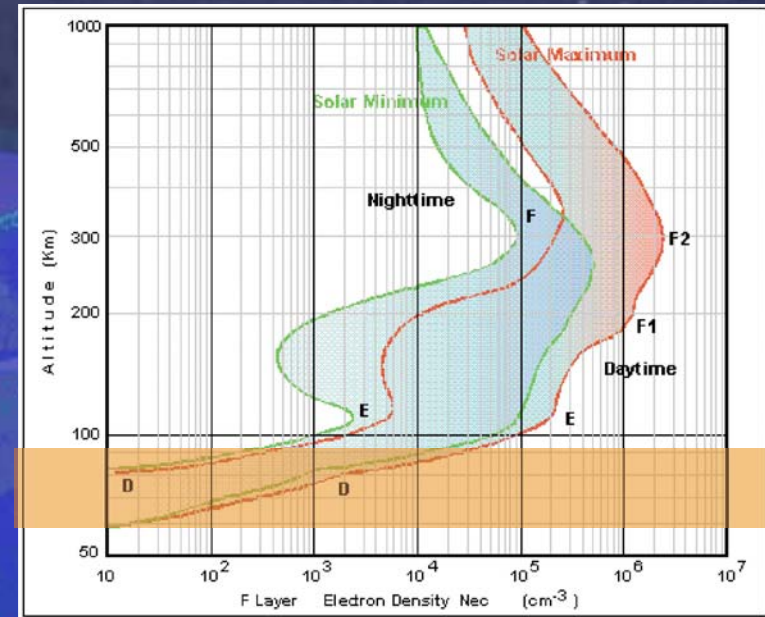 1000
Solar Maximum
Solar Minimum
500
Nighttime
F
300
F2
Altitude (Km)
200
F1
Daytime
E
E
100
D
D
50
10 10² 10³ 10⁴ 10⁵ 10⁶ 10⁷
F Layer Electron Density Nec (cm⁻³)